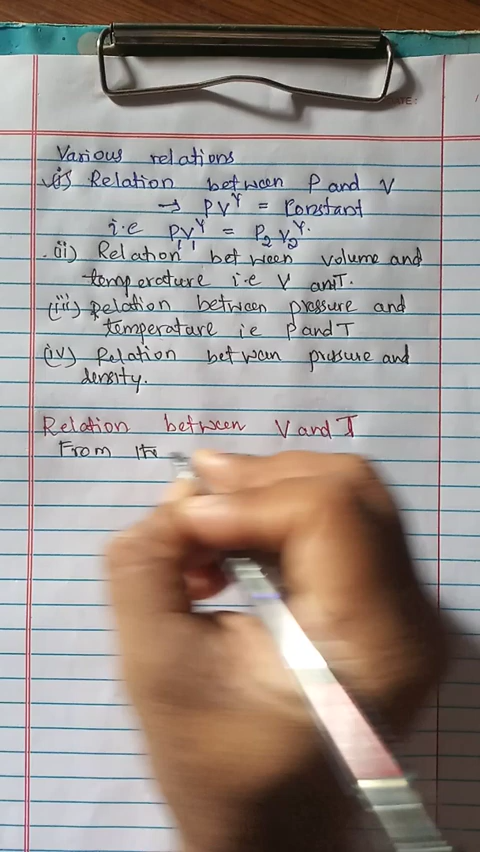 Various relations
(i) Relation between P and V
→ PV^γ = Constant
i.e P₁V₁^γ = P₂V₂^γ.
(ii) Relation between volume and
temperature i.e V and T.
(iii) Relation between pressure and
temperature ie P and T
(iv) Relation between pressure and
density.
Relation between V and T
From
DATE: